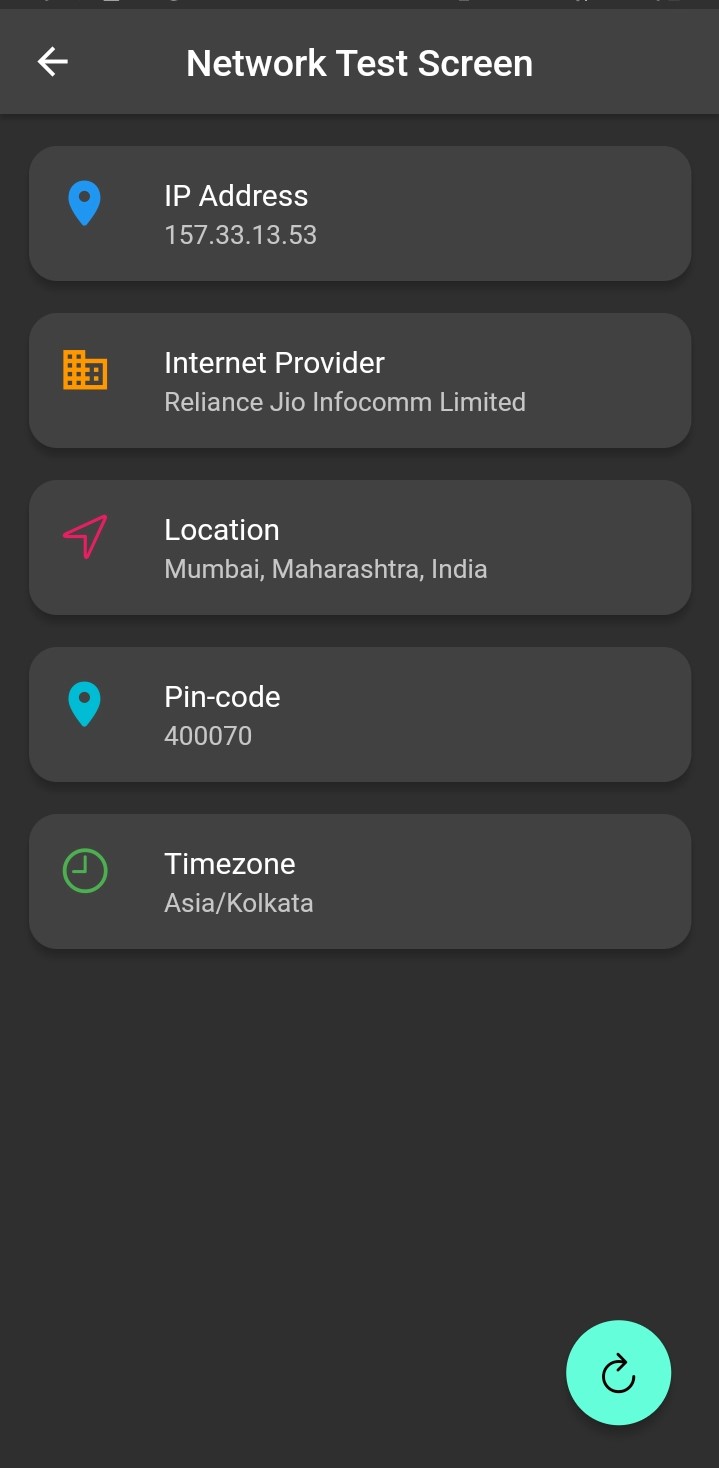 Network Test Screen
IP Address
157.33.13.53
Internet Provider
Reliance Jio Infocomm Limited
Location
Mumbai, Maharashtra, India
Pin-code
400070
Timezone
Asia/Kolkata